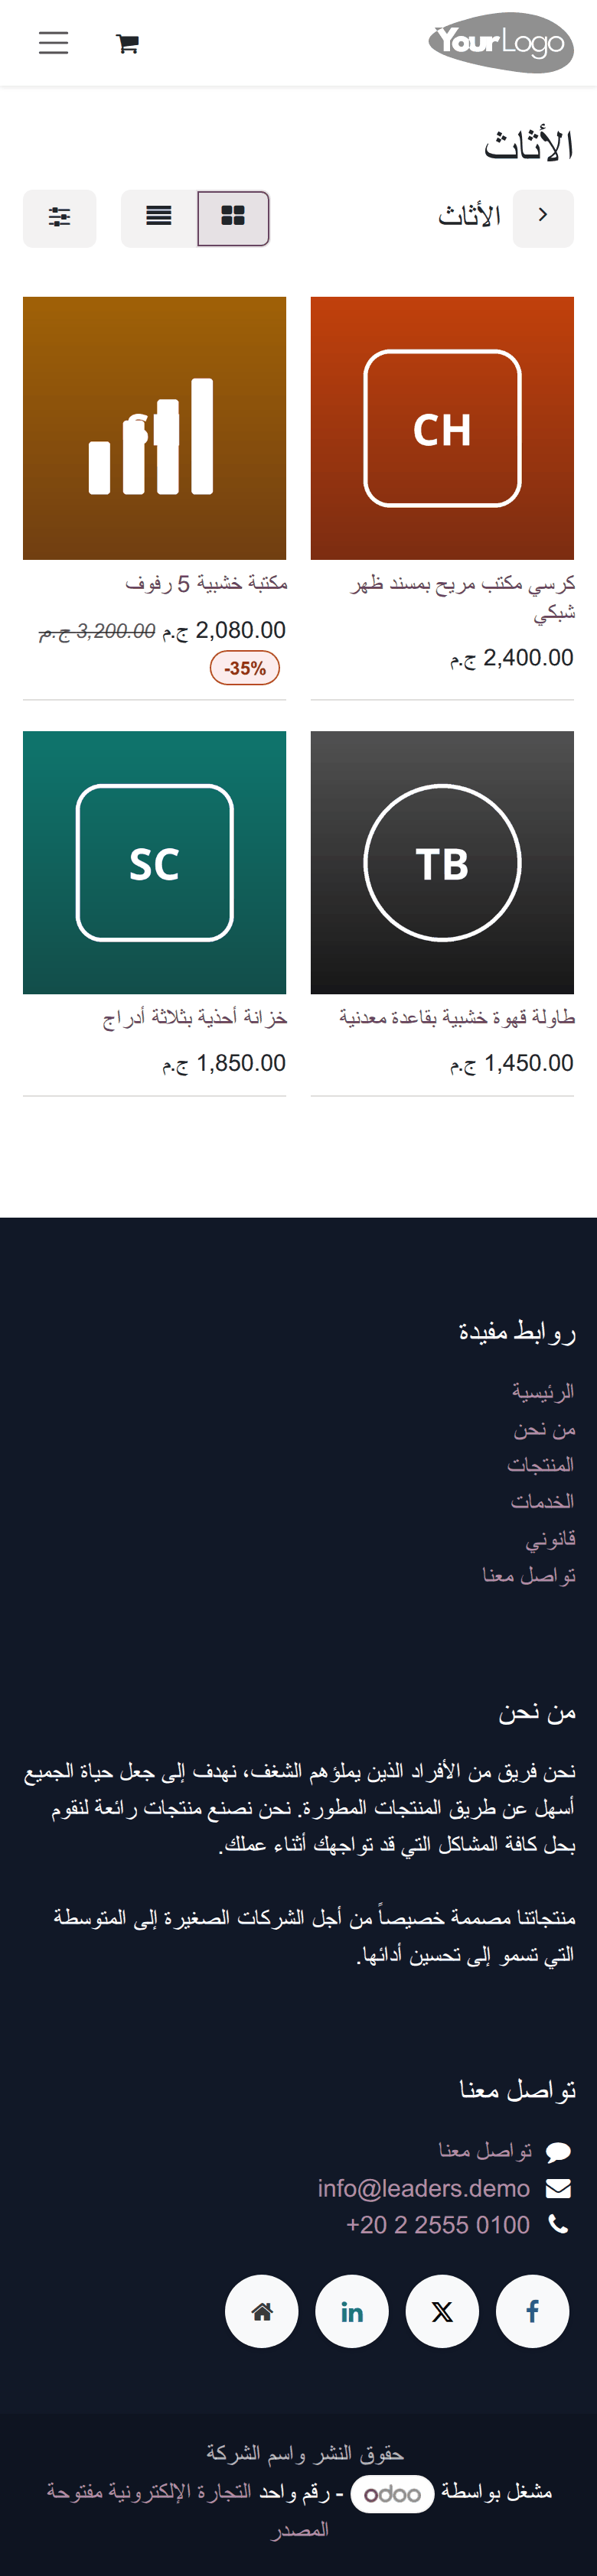 YourLogo
الأثاث
الأثاث
CH
كرسي مكتب مريح بمسند ظهر
شبكي
2,400.00 ج.م
مكتبة خشبية 5 رفوف
2,080.00 ج.م 3,200.00 ج.م
-35%
TB
طاولة قهوة خشبية بقاعدة معدنية
1,450.00 ج.م
SC
خزانة أحذية بثلاثة أدراج
1,850.00 ج.م
روابط مفيدة
الرئيسية
من نحن
المنتجات
الخدمات
قانوني
تواصل معنا
من نحن
نحن فريق من الأفراد الذين يملؤهم الشغف، نهدف إلى جعل حياة الجميع
أسهل عن طريق المنتجات المطورة. نحن نصنع منتجات رائعة لنقوم
بحل كافة المشاكل التي قد تواجهك أثناء عملك.
منتجاتنا مصممة خصيصاً من أجل الشركات الصغيرة إلى المتوسطة
التي تسمو إلى تحسين أدائها.
تواصل معنا
تواصل معنا
info@leaders.demo
+20 2 2555 0100
حقوق النشر واسم الشركة
مشغل بواسطة odoo - رقم واحد التجارة الإلكترونية مفتوحة
المصدر